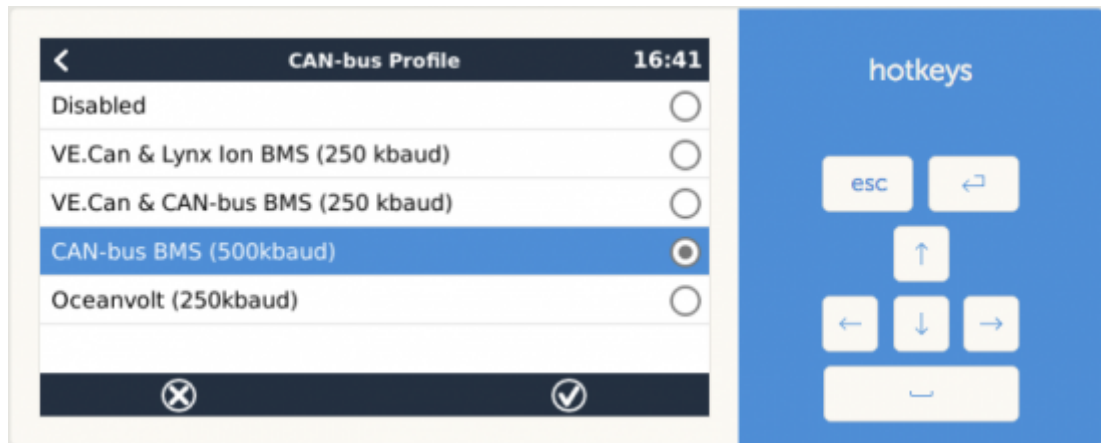 CAN-bus Profile 16:41
Disabled
VE.Can & Lynx Ion BMS (250 kbaud)
VE.Can & CAN-bus BMS (250 kbaud)
CAN-bus BMS (500kbaud)
Oceanvolt (250kbaud)
hotkeys
esc